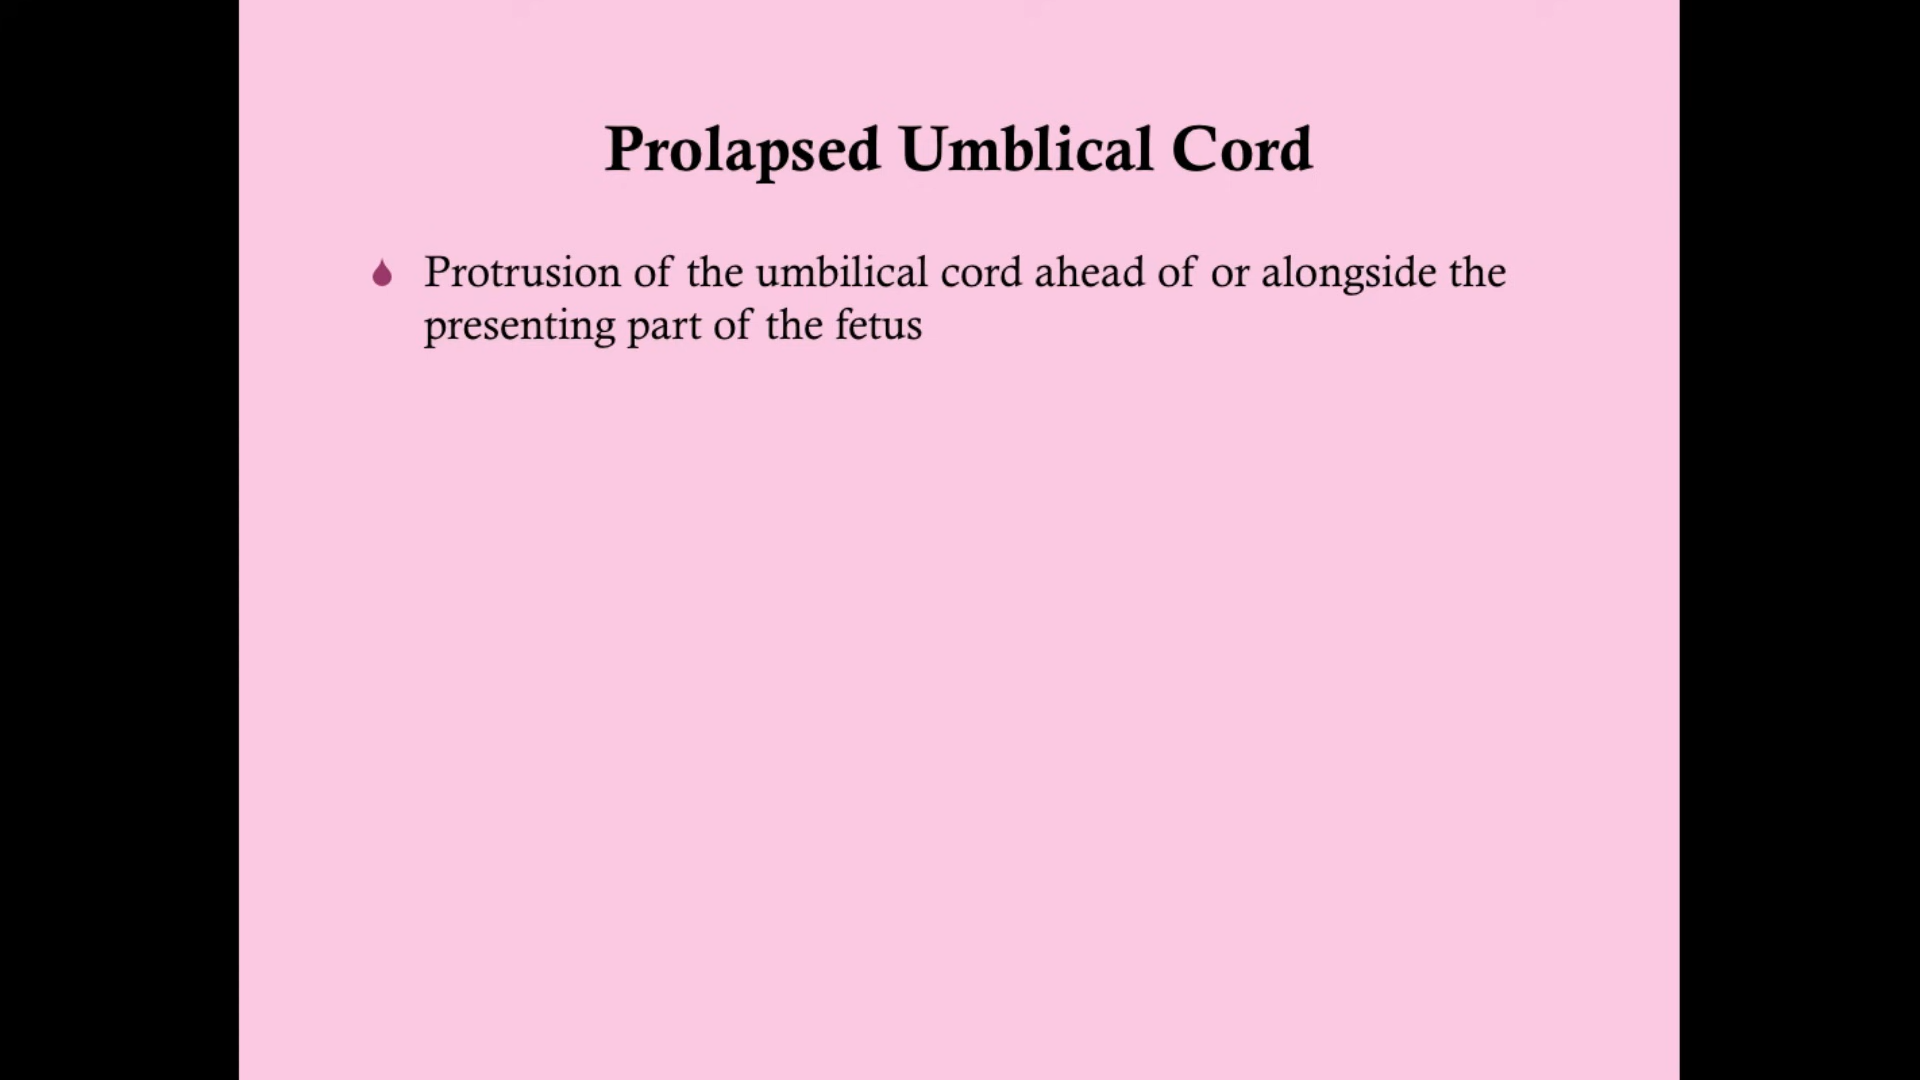 Prolapsed Umblical Cord
Protrusion of the umbilical cord ahead of or alongside the
presenting part of the fetus